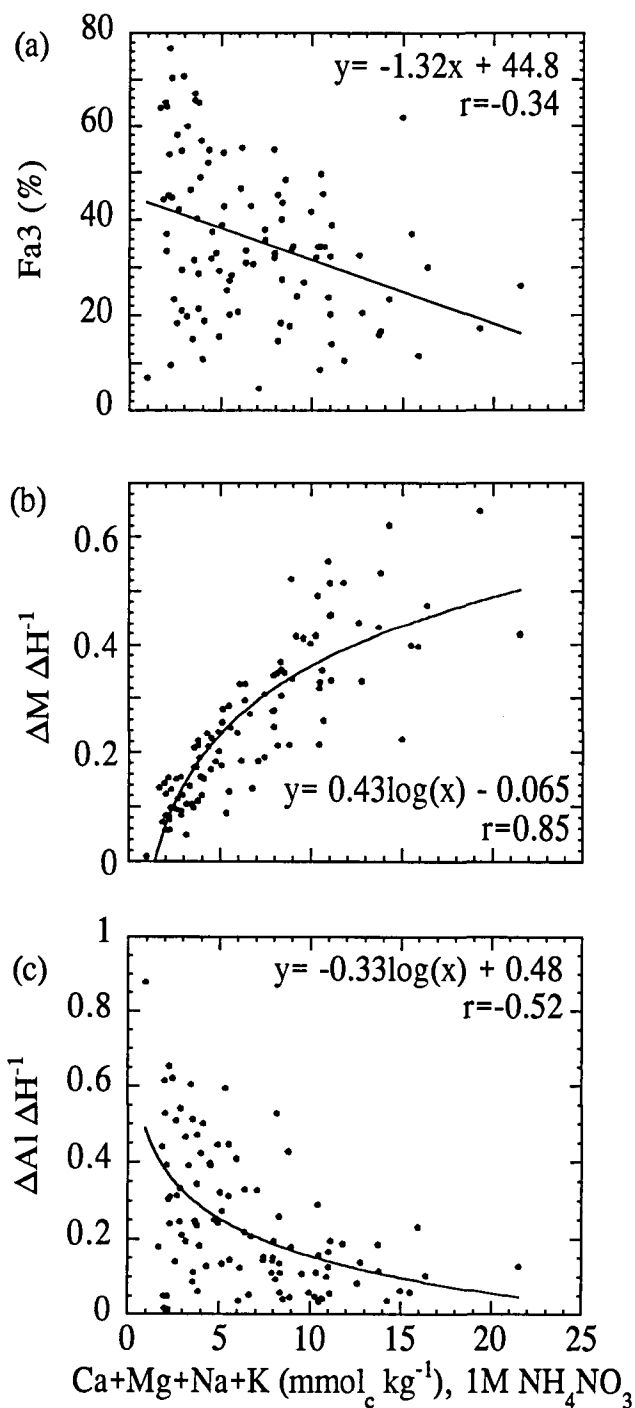 (a)
80
60
40
20
0
Fa3 (%)
y= -1.32x + 44.8
r=-0.34
(b)
0.6
0.4
0.2
0
ΔM ΔH⁻¹
y= 0.43log(x) - 0.065
r=0.85
(c)
1
0.8
0.6
0.4
0.2
0
ΔAl ΔH⁻¹
y= -0.33log(x) + 0.48
r=-0.52
0 5 10 15 20 25
Ca+Mg+Na+K (mmol_c kg⁻¹), 1M NH₄NO₃